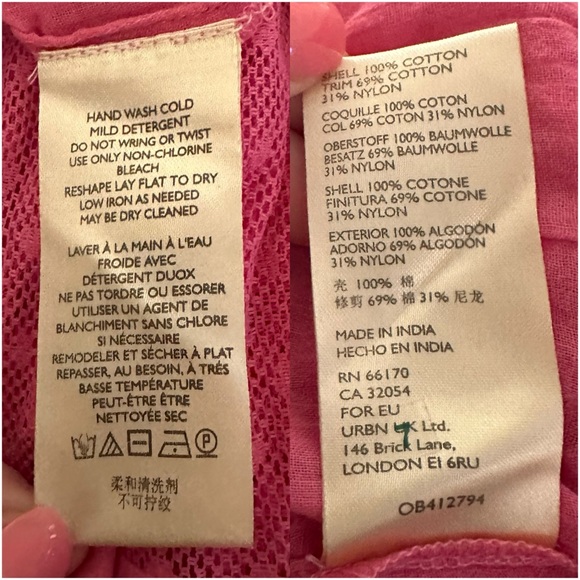 HAND WASH COLD
MILD DETERGENT
DO NOT WRING OR TWIST
USE ONLY NON-CHLORINE
BLEACH
RESHAPE LAY FLAT TO DRY
LOW IRON AS NEEDED
MAY BE DRY CLEANED
LAVER À LA MAIN À L'EAU
FROIDE AVEC
DÉTERGENT DUOX
NE PAS TORDRE OU ESSORER
UTILISER UN AGENT DE
BLANCHIMENT SANS CHLORE
SI NÉCESSAIRE
REMODELER ET SÉCHER À PLAT
REPASSER, AU BESOIN, À TRÉS
BASSE TEMPÉRATURE
PEUT-ÊTRE ÊTRE
NETTOYÉE SEC
P
柔和清洗剂
不可拧绞
SHELL 100% COTTON
TRIM 69% COTTON
31% NYLON
COQUILLE 100% COTON
COL 69% COTON 31% NYLON
OBERSTOFF 100% BAUMWOLLE
BESATZ 69% BAUMWOLLE
31% NYLON
SHELL 100% COTONE
FINITURA 69% COTONE
31% NYLON
EXTERIOR 100% ALGODÓN
ADORNO 69% ALGODÓN
31% NYLON
壳 100% 棉
修剪 69% 棉 31% 尼龙
MADE IN INDIA
HECHO EN INDIA
RN 66170
CA 32054
FOR EU
URBN UK Ltd.
146 Brick Lane,
LONDON E1 6RU
OB412794